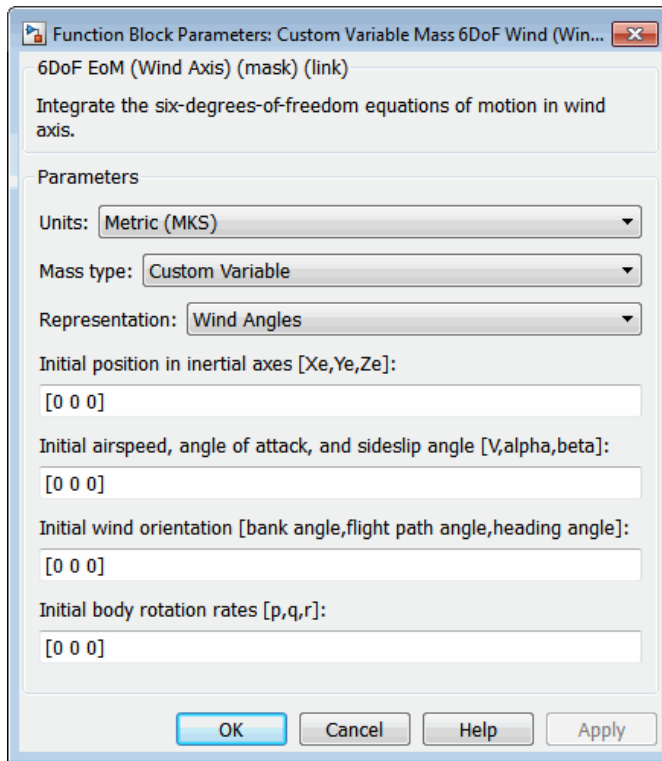 Function Block Parameters: Custom Variable Mass 6DoF Wind (Win...
6DoF EoM (Wind Axis) (mask) (link)
Integrate the six-degrees-of-freedom equations of motion in wind
axis.
Parameters
Units: Metric (MKS)
Mass type: Custom Variable
Representation: Wind Angles
Initial position in inertial axes [Xe,Ye,Ze]:
[0 0 0]
Initial airspeed, angle of attack, and sideslip angle [V,alpha,beta]:
[0 0 0]
Initial wind orientation [bank angle,flight path angle,heading angle]:
[0 0 0]
Initial body rotation rates [p,q,r]:
[0 0 0]
OK Cancel Help Apply